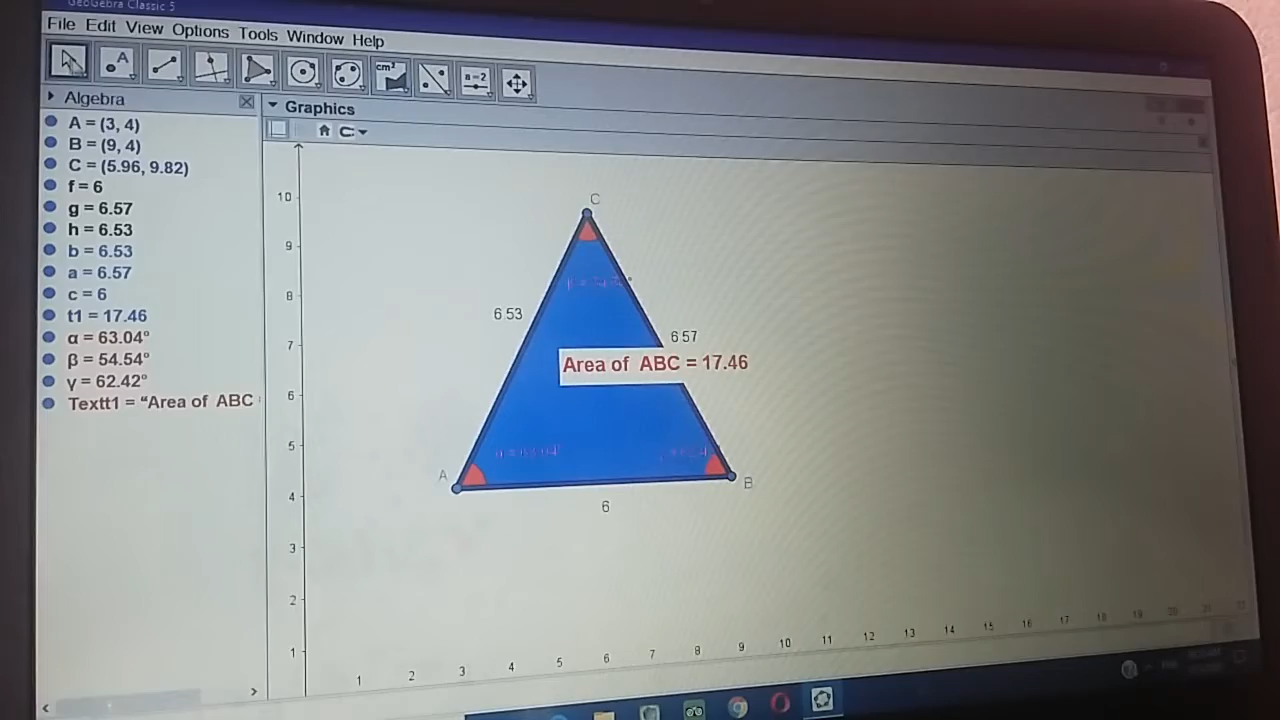 GeoGebra Classic 5
File Edit View Options Tools Window Help
A
cm²
a=2
Algebra
Graphics
A = (3, 4)
B = (9, 4)
C = (5.96, 9.82)
f = 6
g = 6.57
h = 6.53
b = 6.53
a = 6.57
c = 6
t1 = 17.46
α = 63.04°
β = 54.54°
γ = 62.42°
Textt1 = “Area of ABC
C
10
9
8
7
6
5
4
3
2
1
6.53
6.57
Area of ABC = 17.46
A
B
6
1 2 3 4 5 6 7 8 9 10 11 12 13 14 15 16 17 18 19 20 21